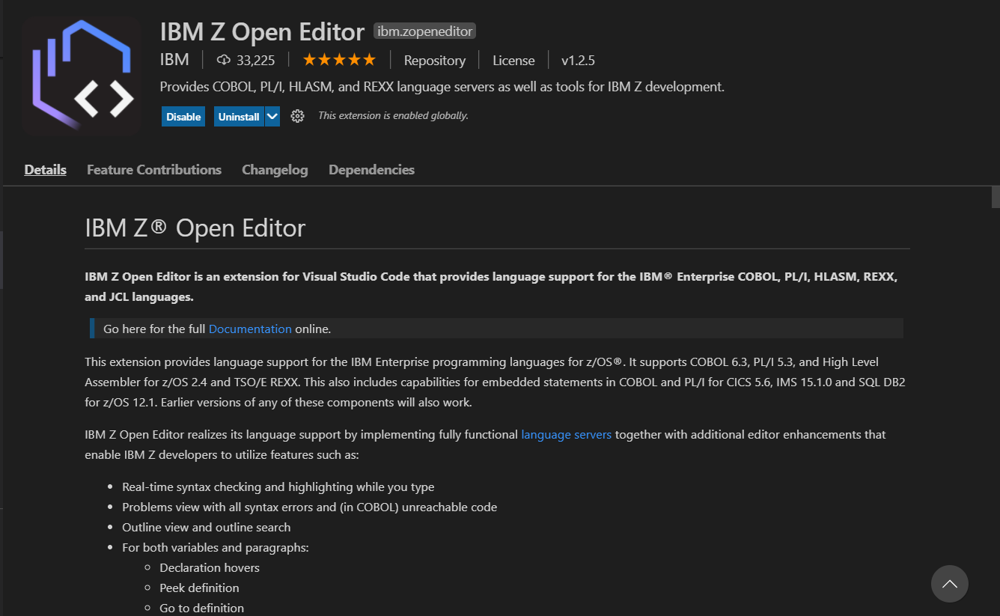 IBM Z Open Editor ibm.zopeneditor
IBM 33,225 Repository License v1.2.5
Provides COBOL, PL/I, HLASM, and REXX language servers as well as tools for IBM Z development.
Disable Uninstall This extension is enabled globally.
Details Feature Contributions Changelog Dependencies
IBM Z® Open Editor
IBM Z Open Editor is an extension for Visual Studio Code that provides language support for the IBM® Enterprise COBOL, PL/I, HLASM, REXX,
and JCL languages.
Go here for the full Documentation online.
This extension provides language support for the IBM Enterprise programming languages for z/OS®. It supports COBOL 6.3, PL/I 5.3, and High Level
Assembler for z/OS 2.4 and TSO/E REXX. This also includes capabilities for embedded statements in COBOL and PL/I for CICS 5.6, IMS 15.1.0 and SQL DB2
for z/OS 12.1. Earlier versions of any of these components will also work.
IBM Z Open Editor realizes its language support by implementing fully functional language servers together with additional editor enhancements that
enable IBM Z developers to utilize features such as:
• Real-time syntax checking and highlighting while you type
• Problems view with all syntax errors and (in COBOL) unreachable code
• Outline view and outline search
• For both variables and paragraphs:
◦ Declaration hovers
◦ Peek definition
◦ Go to definition